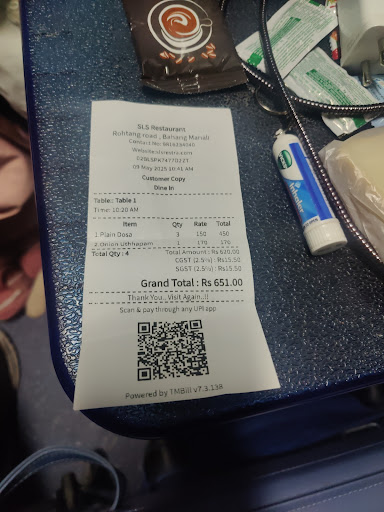 SLS Restaurant
Rohtang road , Bahang Manali
Customer Copy
Dine In
Table: Table 1
Time: 10:20 AM
Item Qty Rate Total
1 Plain Dosa 3 150 450
2 Onion Uthhapam 1 170 170
Total Qty : 4 Total Amount : Rs 620.00
CGST (2.5%) : Rs15.50
SGST (2.5%) : Rs15.50
Grand Total : Rs 651.00
Thank You , Visit Again..!!
Scan & pay through any UPI app
Powered by TMBill v7.3.138